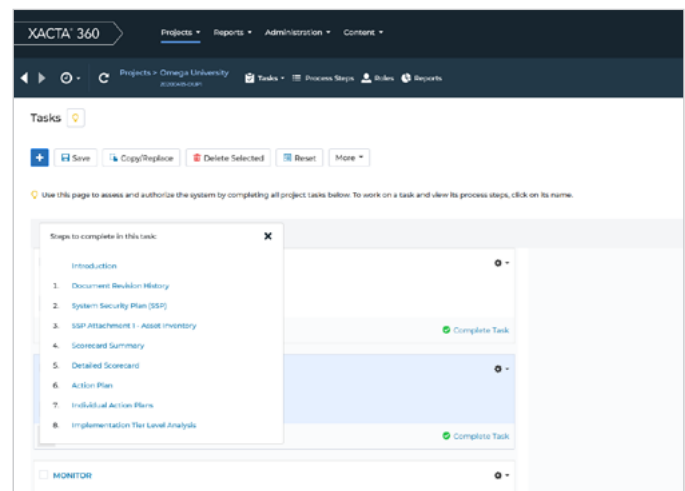 XACTA® 360
Projects Reports Administration Content
Projects > Omega University Tasks Process Steps Roles Reports
Tasks
Save Copy/Replace Delete Selected Reset More
Use this page to assess and authorize the system by completing all project tasks below. To work on a task and view its process steps, click on its name.
Steps to complete in this task:
Introduction
1. Document Revision History
2. System Security Plan (SSP)
3. SSP Attachment 1 - Asset Inventory
4. Scorecard Summary
5. Detailed Scorecard
6. Action Plan
7. Individual Action Plans
8. Implementation Tier Level Analysis
Complete Task
Complete Task
MONITOR